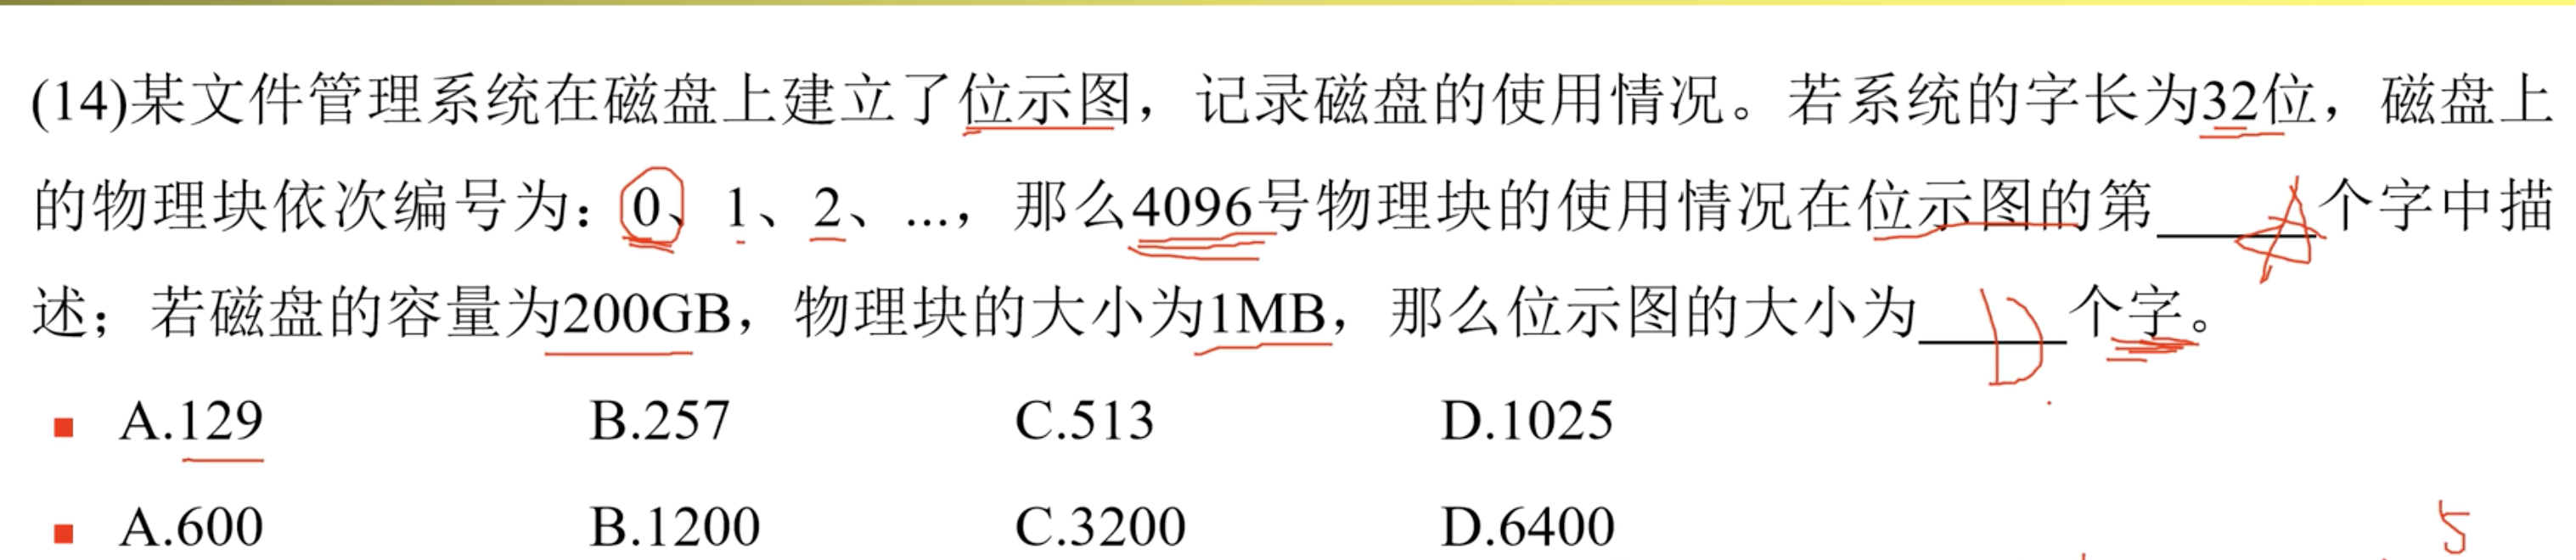 (14)某文件管理系统在磁盘上建立了位示图，记录磁盘的使用情况。若系统的字长为32位，磁盘上
的物理块依次编号为：0、1、2、...，那么4096号物理块的使用情况在位示图的第______A个字中描
述；若磁盘的容量为200GB，物理块的大小为1MB，那么位示图的大小为______D个字。
A.129 B.257 C.513 D.1025
A.600 B.1200 C.3200 D.6400
5